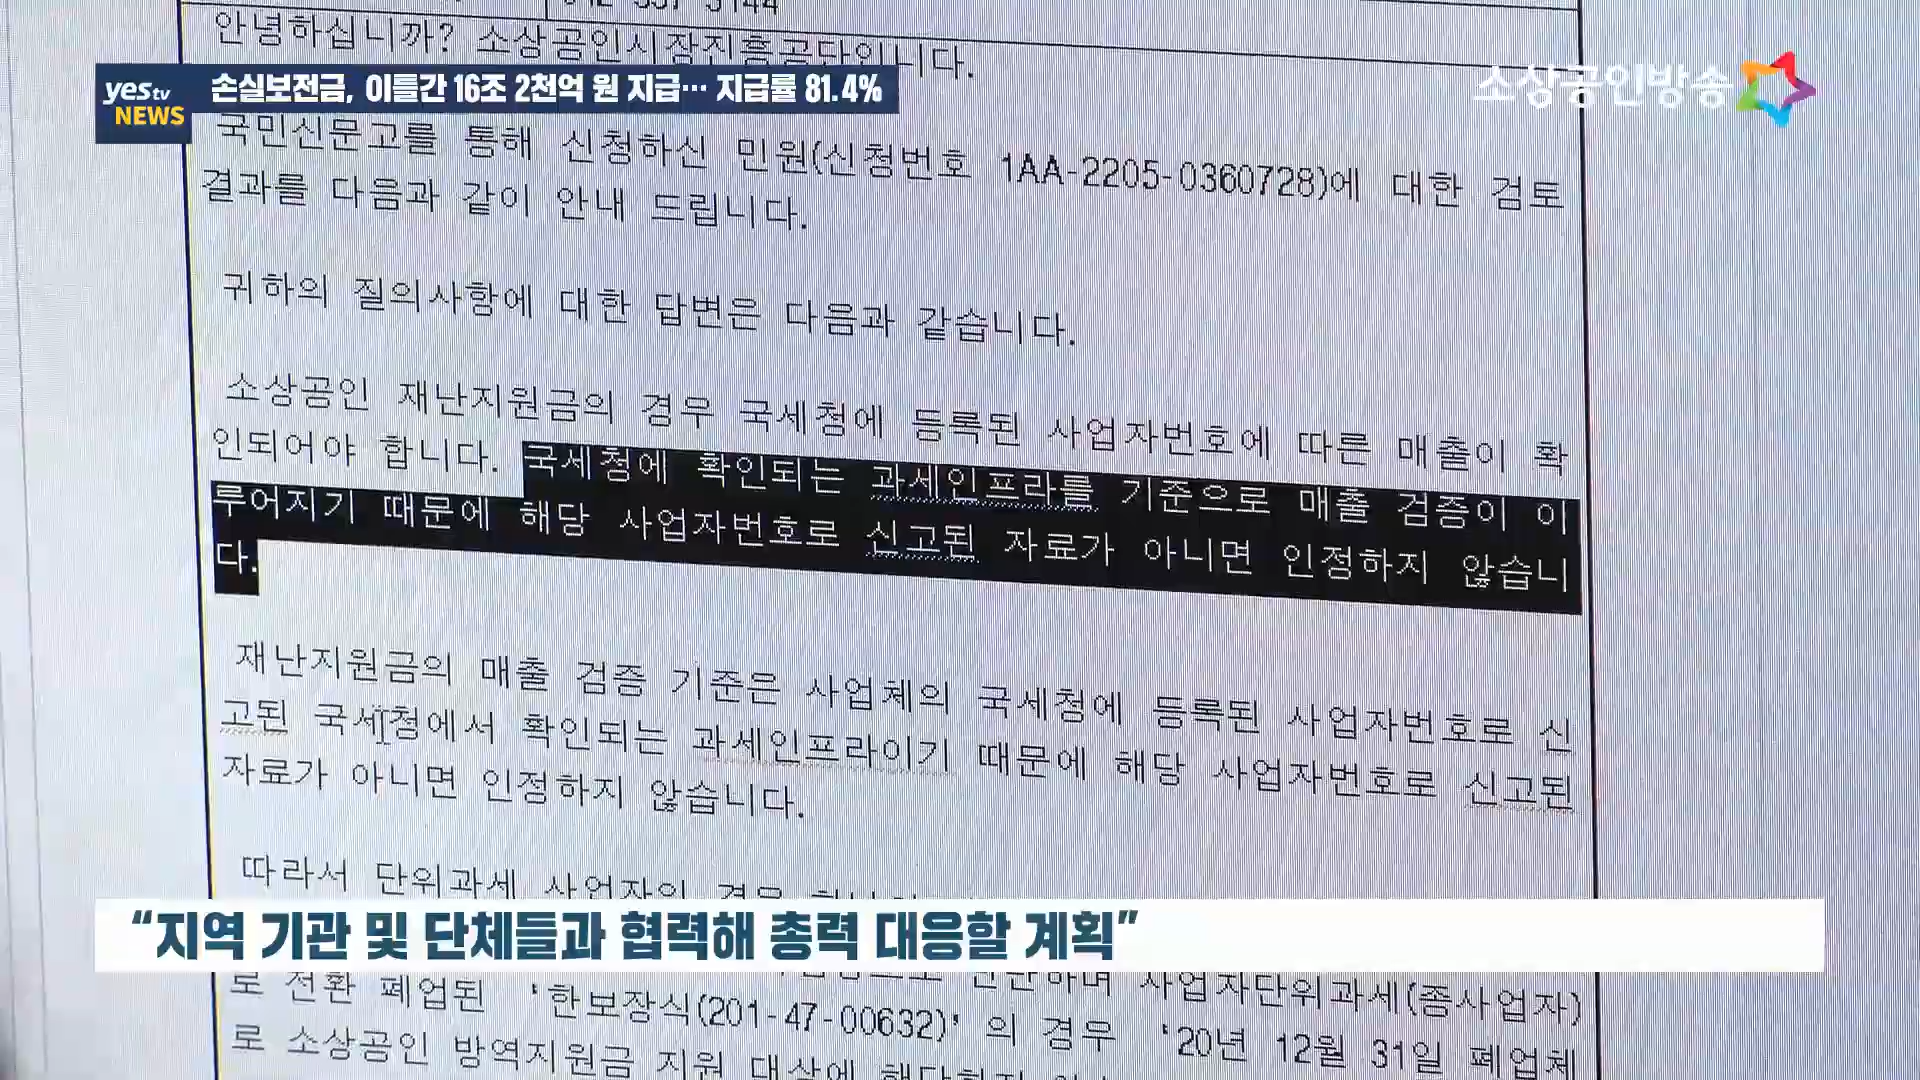 안녕하십니까? 소상공인시장진흥공단입니다.
yes tv
NEWS
손실보전금, 이틀간 16조 2천억 원 지급… 지급률 81.4%
소상공인방송
국민신문고를 통해 신청하신 민원(신청번호 1AA-2205-0360728)에 대한 검토
결과를 다음과 같이 안내 드립니다.
귀하의 질의사항에 대한 답변은 다음과 같습니다.
소상공인 재난지원금의 경우 국세청에 등록된 사업자번호에 따른 매출이 확
인되어야 합니다. 국세청에 확인되는 과세인프라를 기준으로 매출 검증이 이
루어지기 때문에 해당 사업자번호로 신고된 자료가 아니면 인정하지 않습니
다.
재난지원금의 매출 검증 기준은 사업체의 국세청에 등록된 사업자번호로 신
고된 국세청에서 확인되는 과세인프라이기 때문에 해당 사업자번호로 신고된
자료가 아니면 인정하지 않습니다.
따라서 단위과세 사업자의 경우
“지역 기관 및 단체들과 협력해 총력 대응할 계획”
사업자단위과세(종사업자)
로 전환 폐업된 '한보장식(201-47-00632)' 의 경우 '20년 12월 31일 폐업체
로 소상공인 방역지원금 지원 대상에